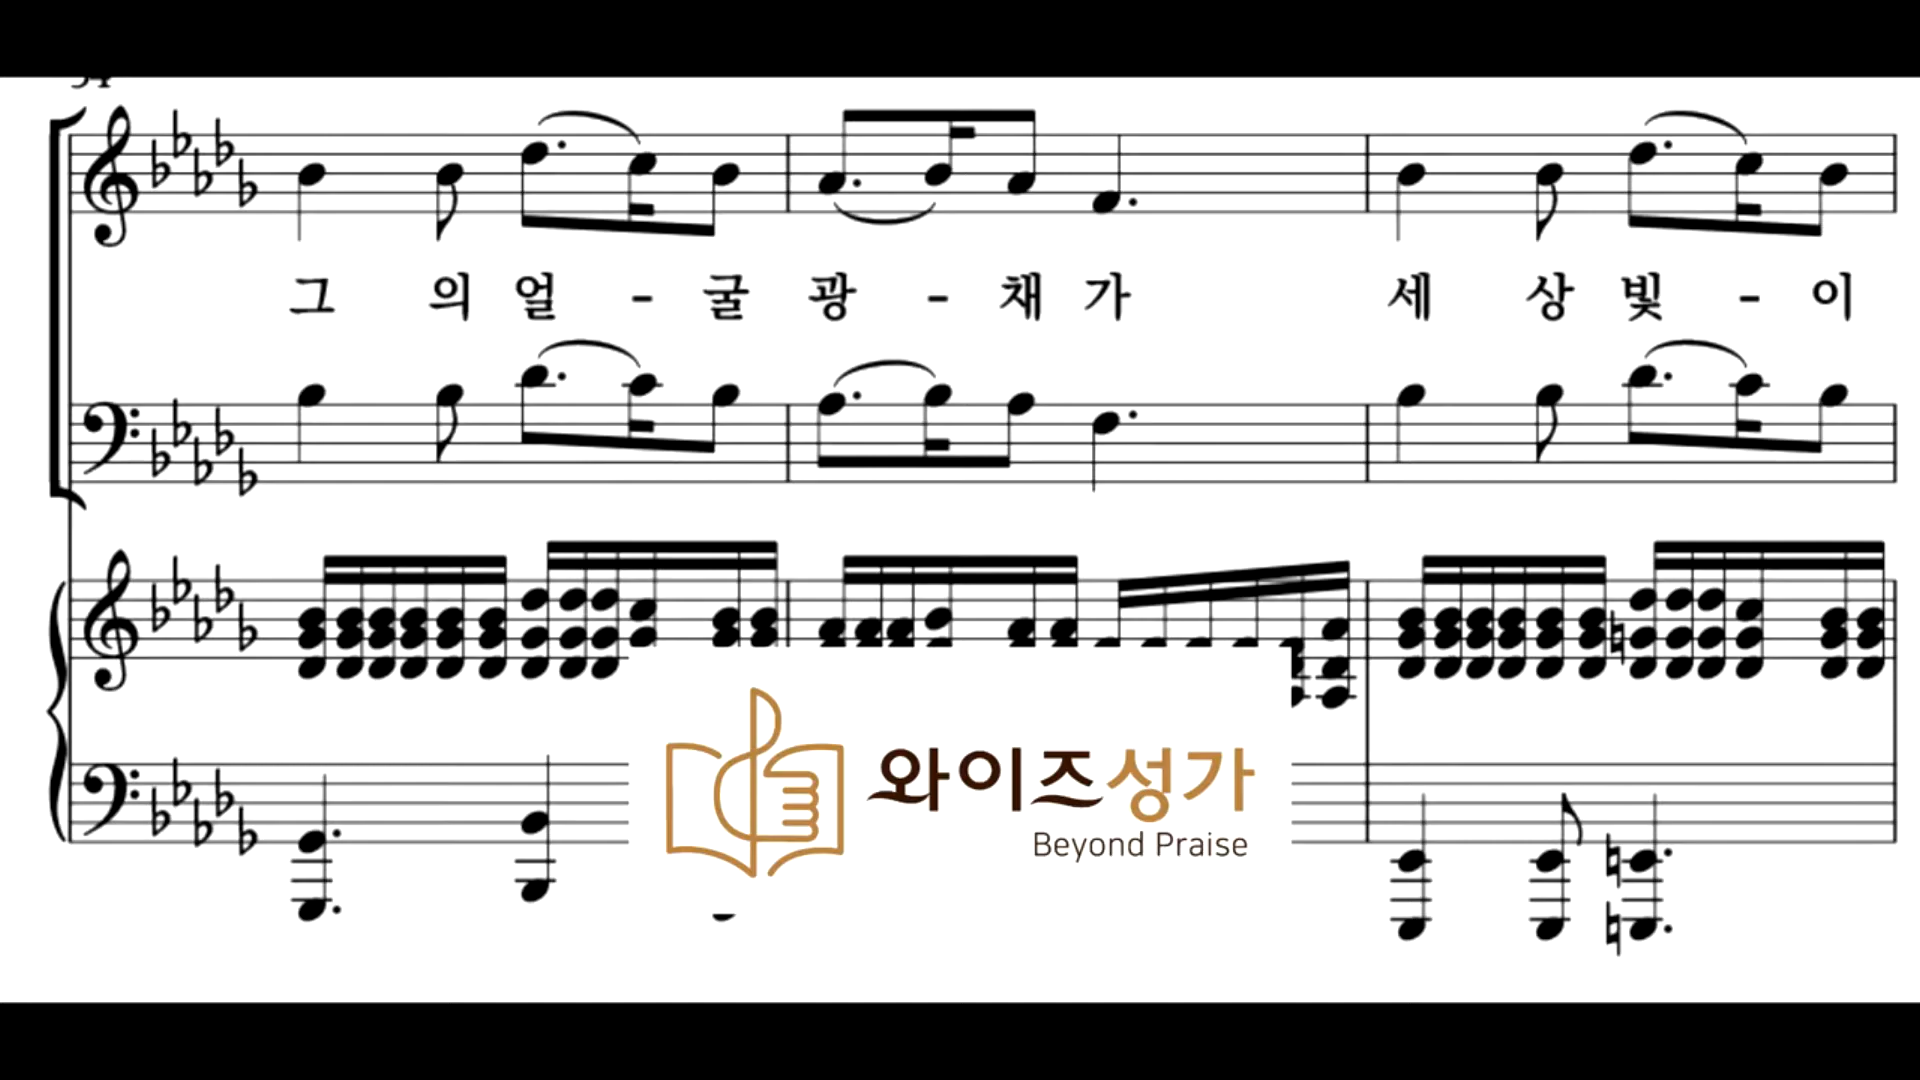 그 의 얼 - 굴 광 - 채 가 세 상 빛 - 이
와이즈성가
Beyond Praise